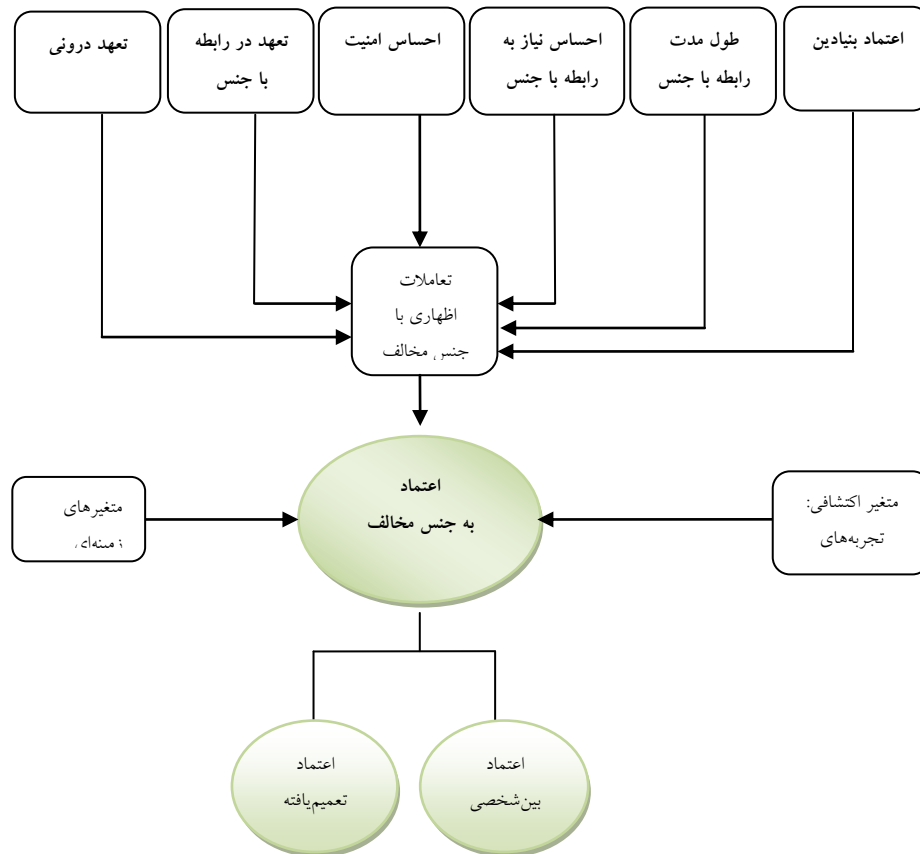 اعتماد بنیادین
طول مدت
رابطه با جنس
احساس نیاز به
رابطه با جنس
احساس امنیت
تعهد در رابطه
با جنس
تعهد درونی
تعاملات
اظهاری با
جنس مخالف
اعتماد
به جنس مخالف
متغیر اکتشافی:
تجربه‌های
متغیرهای
زمینه‌ای
اعتماد
بین‌شخصی
اعتماد
تعمیم‌یافته